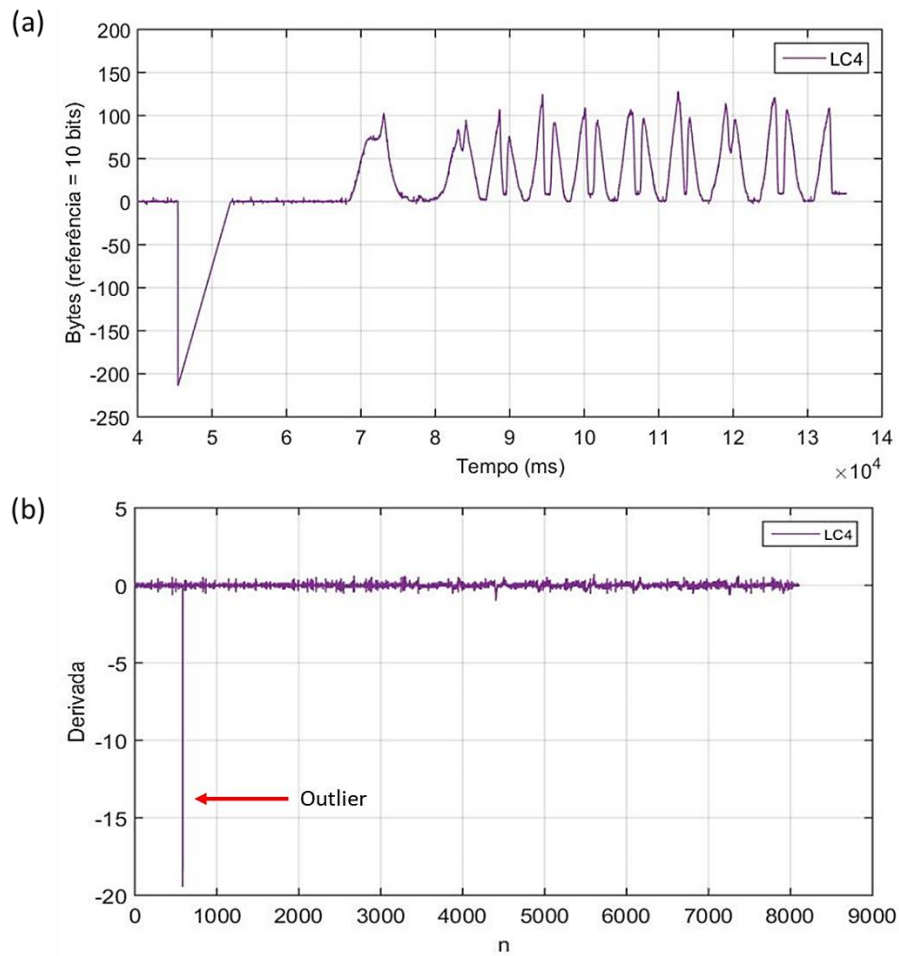 (a)
200
150
100
50
0
-50
-100
-150
-200
-250
Bytes (referência = 10 bits)
LC4
4 5 6 7 8 9 10 11 12 13 14
Tempo (ms)
×10⁴
(b)
5
0
-5
-10
-15
-20
Derivada
LC4
Outlier
0 1000 2000 3000 4000 5000 6000 7000 8000 9000
n